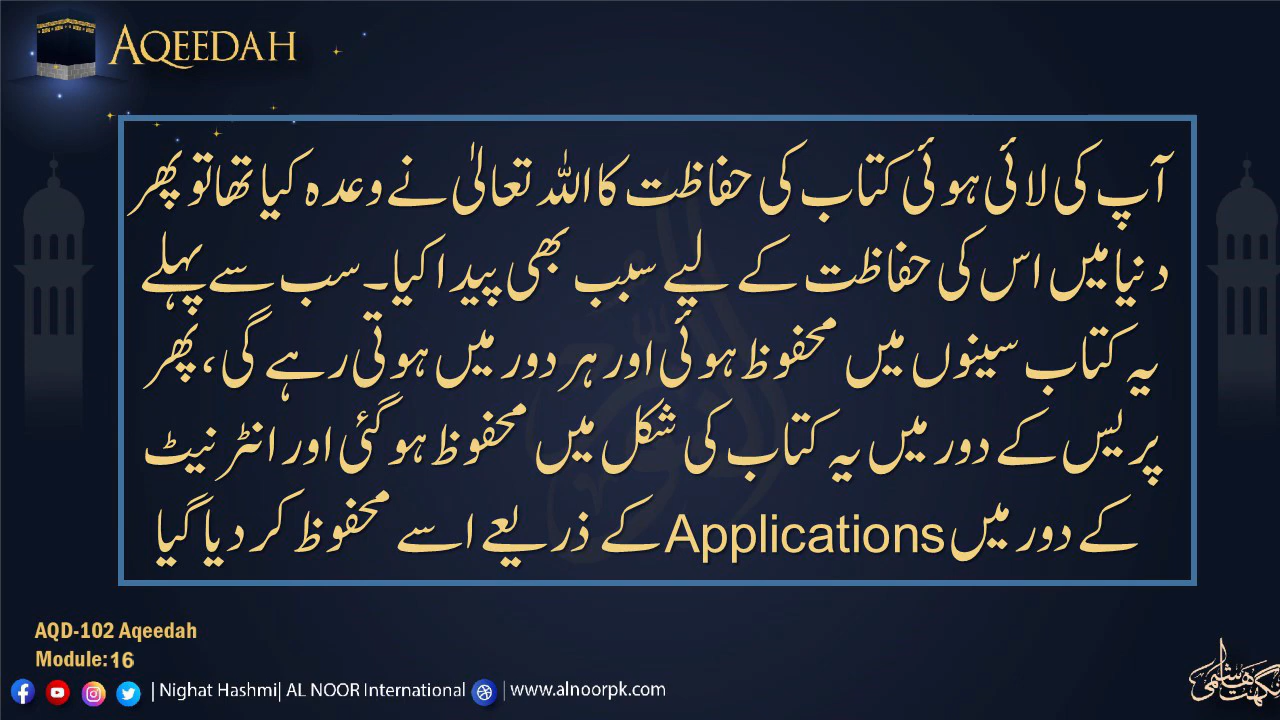 AQEEDAH
آپ کی لائی ہوئی کتاب کی حفاظت کا اللہ تعالیٰ نے وعدہ کیا تھا تو پھر
دنیا میں اس کی حفاظت کے لیے سبب بھی پیدا کیا۔ سب سے پہلے
یہ کتاب سینوں میں محفوظ ہوئی اور ہر دور میں ہوتی رہے گی، پھر
پریس کے دور میں یہ کتاب کی شکل میں محفوظ ہو گئی اور انٹرنیٹ
کے دور میں Applications کے ذریعے اسے محفوظ کر دیا گیا
AQD-102 Aqeedah
Module:16
| Nighat Hashmi| AL NOOR International | www.alnoorpk.com
نگہت ہاشمی